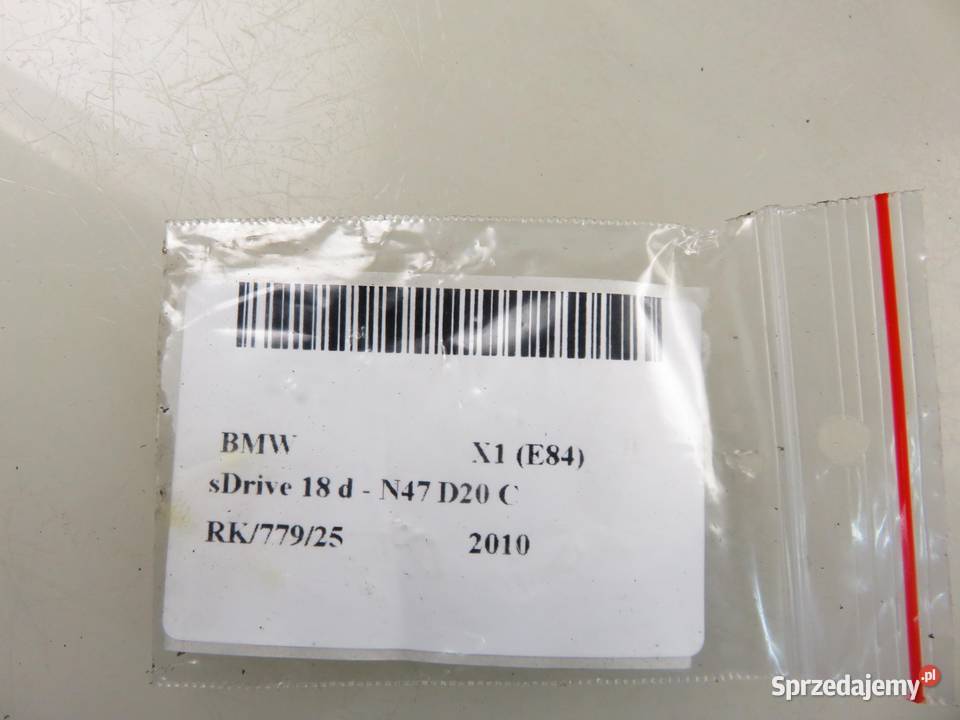 BMW X1 (E84)
sDrive 18 d - N47 D20 C
RK/779/25 2010
Sprzedajemy.pl